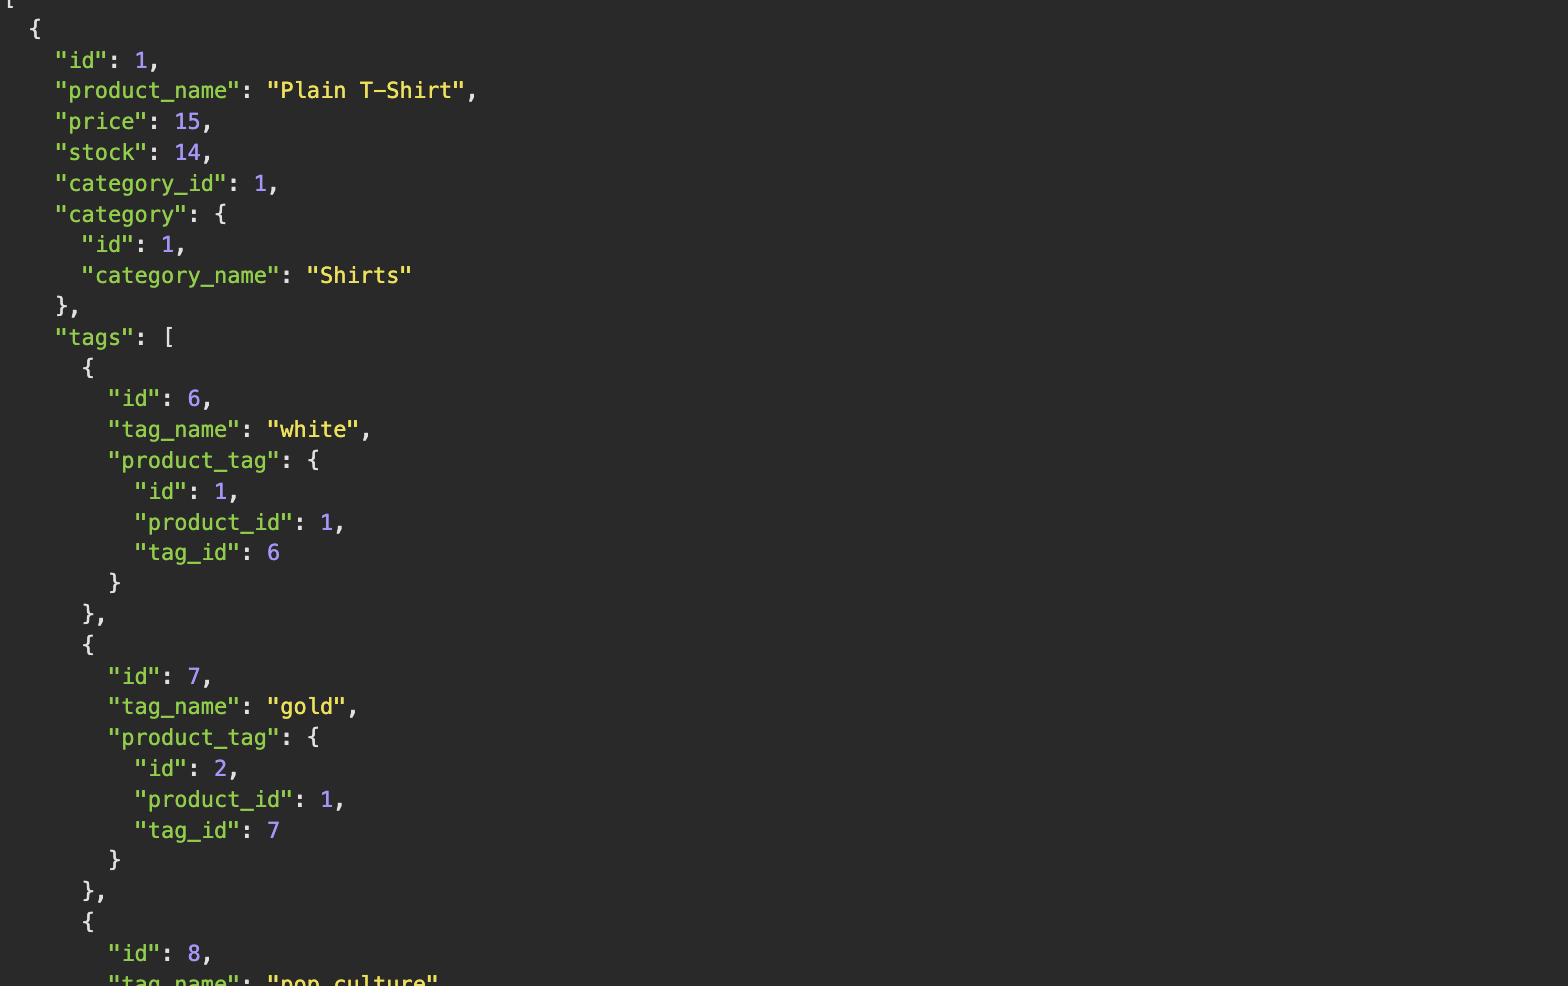 [
  {
    "id": 1,
    "product_name": "Plain T-Shirt",
    "price": 15,
    "stock": 14,
    "category_id": 1,
    "category": {
      "id": 1,
      "category_name": "Shirts"
    },
    "tags": [
      {
        "id": 6,
        "tag_name": "white",
        "product_tag": {
          "id": 1,
          "product_id": 1,
          "tag_id": 6
        }
      },
      {
        "id": 7,
        "tag_name": "gold",
        "product_tag": {
          "id": 2,
          "product_id": 1,
          "tag_id": 7
        }
      },
      {
        "id": 8,
        "tag_name": "pop culture"